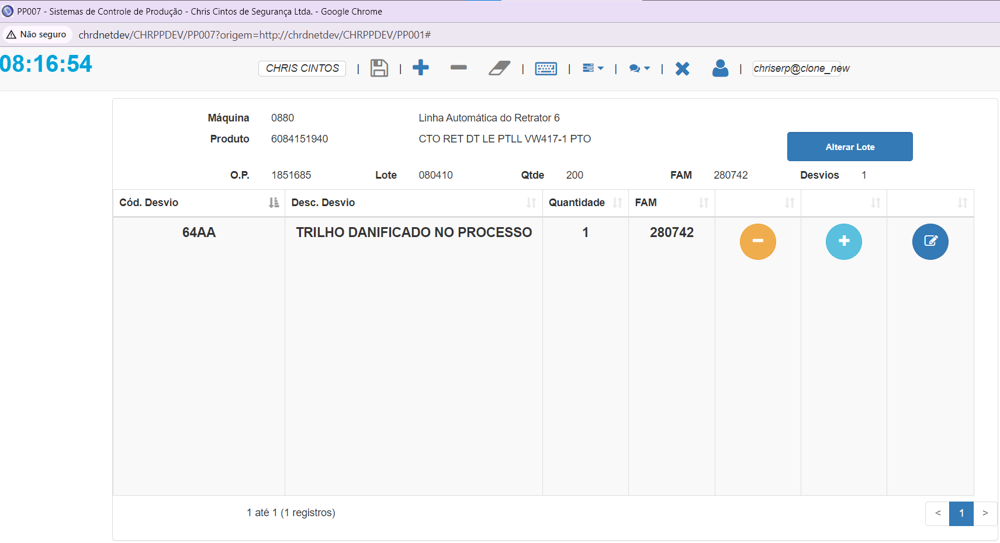 PP007 - Sistemas de Controle de Produção - Chris Cintos de Segurança Ltda. - Google Chrome
Não seguro chrdnetdev/CHRPPDEV/PP007?origem=http://chrdnetdev/CHRPPDEV/PP001#
08:16:54 CHRIS CINTOS | | | | | | | chriserp@clone_new
Máquina 0880 Linha Automática do Retrator 6
Produto 6084151940 CTO RET DT LE PTLL VW417-1 PTO
Alterar Lote
O.P. 1851685 Lote 080410 Qtde 200 FAM 280742 Desvios 1
Cód. Desvio Desc. Desvio Quantidade FAM
64AA TRILHO DANIFICADO NO PROCESSO 1 280742
1 até 1 (1 registros) < 1 >